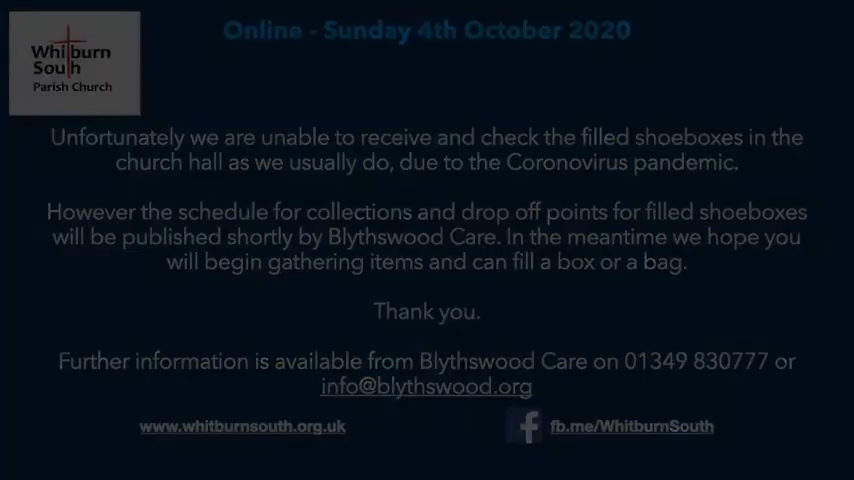 Online - Sunday 4th October 2020
Whitburn
South
Parish Church
Unfortunately we are unable to receive and check the filled shoeboxes in the
church hall as we usually do, due to the Coronovirus pandemic.
However the schedule for collections and drop off points for filled shoeboxes
will be published shortly by Blythswood Care. In the meantime we hope you
will begin gathering items and can fill a box or a bag.
Thank you.
Further information is available from Blythswood Care on 01349 830777 or
info@blythswood.org
www.whitburnsouth.org.uk
fb.me/WhitburnSouth